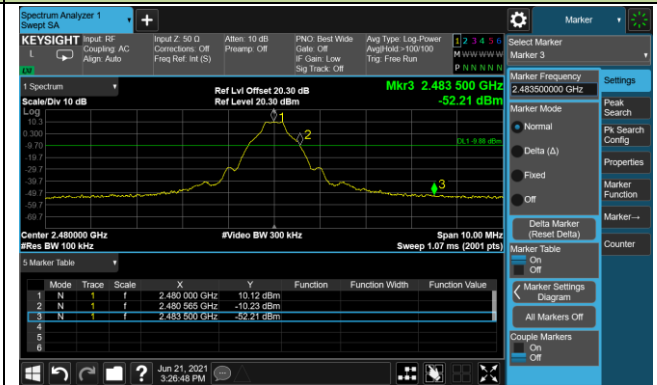 Spectrum Analyzer 1
Swept SA
Marker
KEYSIGHT
L
LV
Input: RF
Coupling: AC
Align: Auto
Input Z: 50 Ω
Corrections: Off
Freq Ref: Int (S)
Atten: 10 dB
Preamp: Off
PNO: Best Wide
Gate: Off
IF Gain: Low
Sig Track: Off
Avg Type: Log-Power
Avg|Hold:>100/100
Trig: Free Run
1 2 3 4 5 6
M W W W W W
P N N N N N
Select Marker
Marker 3
1 Spectrum
Scale/Div 10 dB
Ref Lvl Offset 20.30 dB
Ref Level 20.30 dBm
Mkr3 2.483 500 GHz
-52.21 dBm
Log
10.3
0.300
-9.70
-19.7
-29.7
-39.7
-49.7
-59.7
-69.7
1
2
3
DL1 -9.88 dBm
Center 2.480000 GHz
#Res BW 100 kHz
#Video BW 300 kHz
Span 10.00 MHz
Sweep 1.07 ms (2001 pts)
5 Marker Table
Mode Trace Scale X Y Function Function Width Function Value
1 N 1 f 2.480 000 GHz 10.12 dBm
2 N 1 f 2.480 565 GHz -10.23 dBm
3 N 1 f 2.483 500 GHz -52.21 dBm
4
5
6
Marker Frequency
2.483500000 GHz
Marker Mode
Normal
Delta (Δ)
Fixed
Off
Delta Marker
(Reset Delta)
Marker Table
On
Off
Marker Settings
Diagram
All Markers Off
Couple Markers
On
Off
Settings
Peak
Search
Pk Search
Config
Properties
Marker
Function
Marker→
Counter
Jun 21, 2021
3:26:48 PM